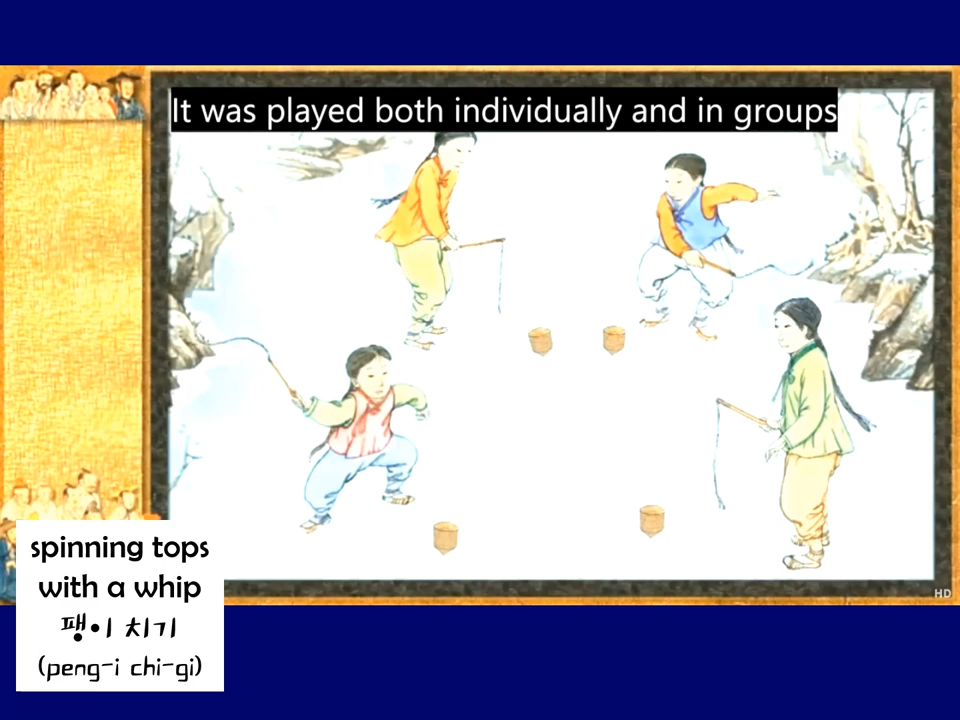 It was played both individually and in groups
HD
spinning tops
with a whip
팽이 치기
(peng-i chi-gi)